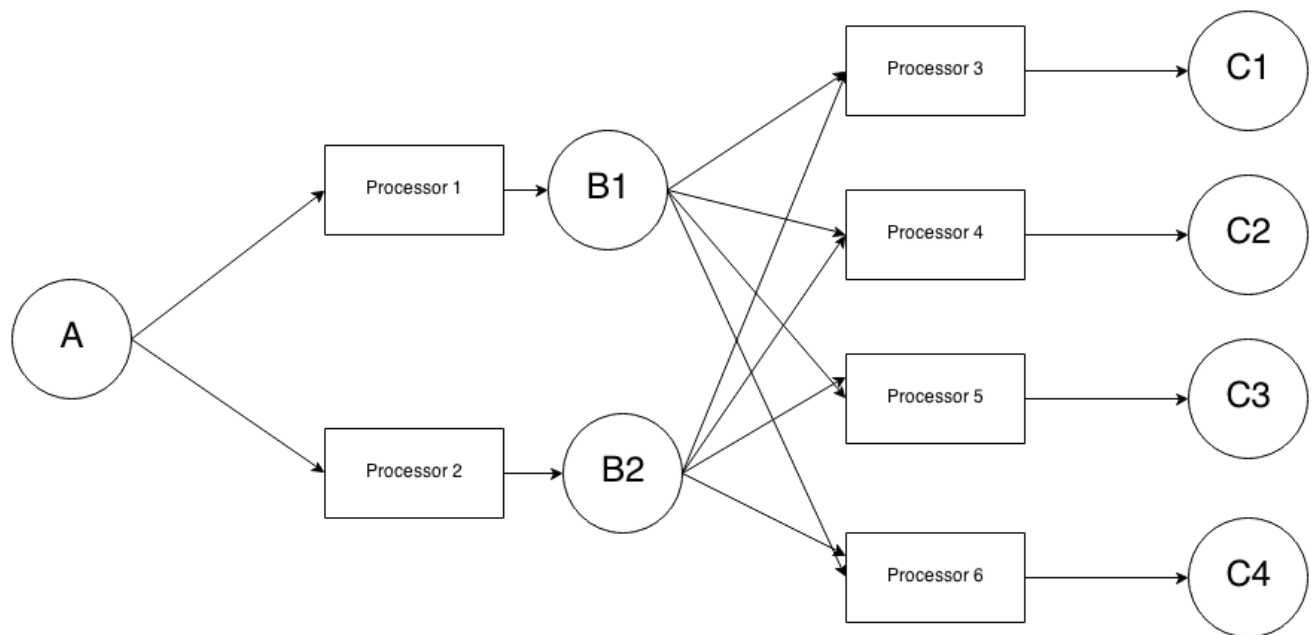 A
Processor 1
Processor 2
B1
B2
Processor 3
Processor 4
Processor 5
Processor 6
C1
C2
C3
C4